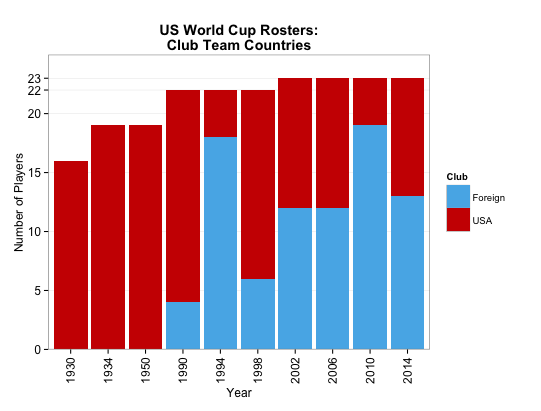 US World Cup Rosters:
Club Team Countries
Number of Players
23
22
20
15
10
5
0
1930
1934
1950
1990
1994
1998
2002
2006
2010
2014
Year
Club
Foreign
USA